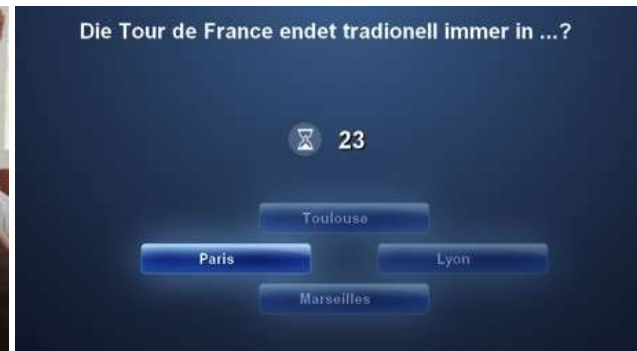 Die Tour de France endet tradionell immer in ...?
23
Toulouse
Paris
Lyon
Marseilles